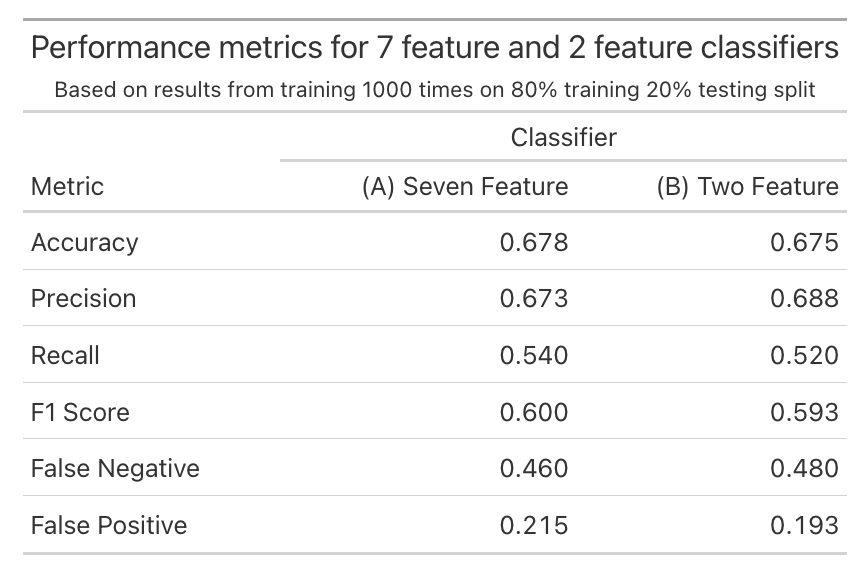 Performance metrics for 7 feature and 2 feature classifiers
Based on results from training 1000 times on 80% training 20% testing split
Classifier
Metric (A) Seven Feature (B) Two Feature
Accuracy 0.678 0.675
Precision 0.673 0.688
Recall 0.540 0.520
F1 Score 0.600 0.593
False Negative 0.460 0.480
False Positive 0.215 0.193